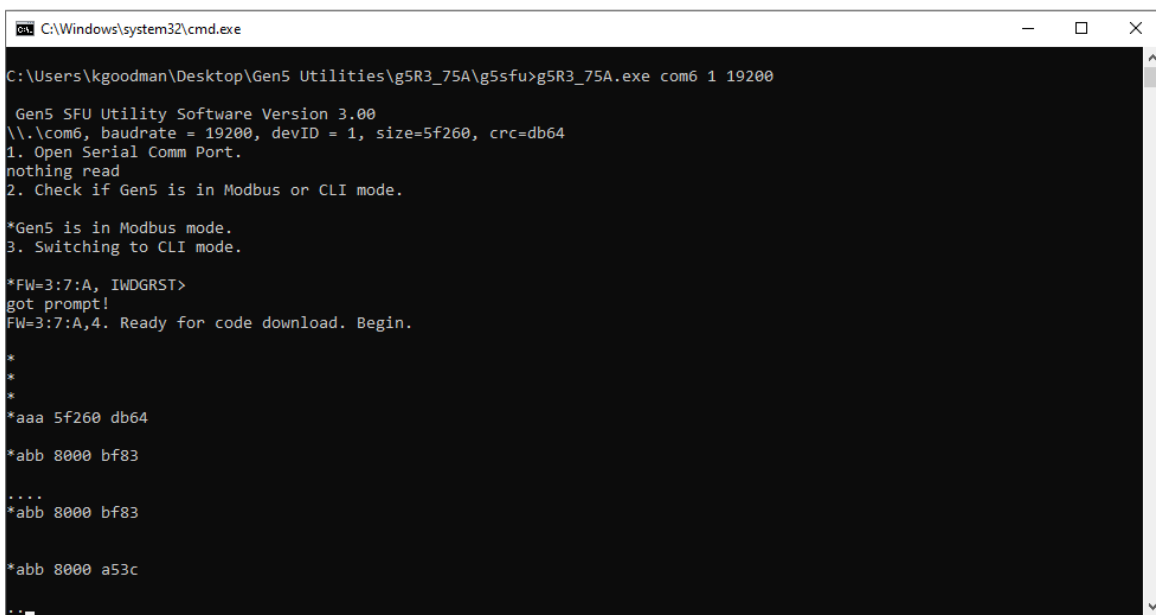 C:\Windows\system32\cmd.exe
C:\Users\kgoodman\Desktop\Gen5 Utilities\g5R3_75A\g5sfu>g5R3_75A.exe com6 1 19200
Gen5 SFU Utility Software Version 3.00
\\.\com6, baudrate = 19200, devID = 1, size=5f260, crc=db64
1. Open Serial Comm Port.
nothing read
2. Check if Gen5 is in Modbus or CLI mode.
*Gen5 is in Modbus mode.
3. Switching to CLI mode.
*FW=3:7:A, IWDGRST>
got prompt!
FW=3:7:A,4. Ready for code download. Begin.
*
*
*
*aaa 5f260 db64
*abb 8000 bf83
....
*abb 8000 bf83
*abb 8000 a53c
..